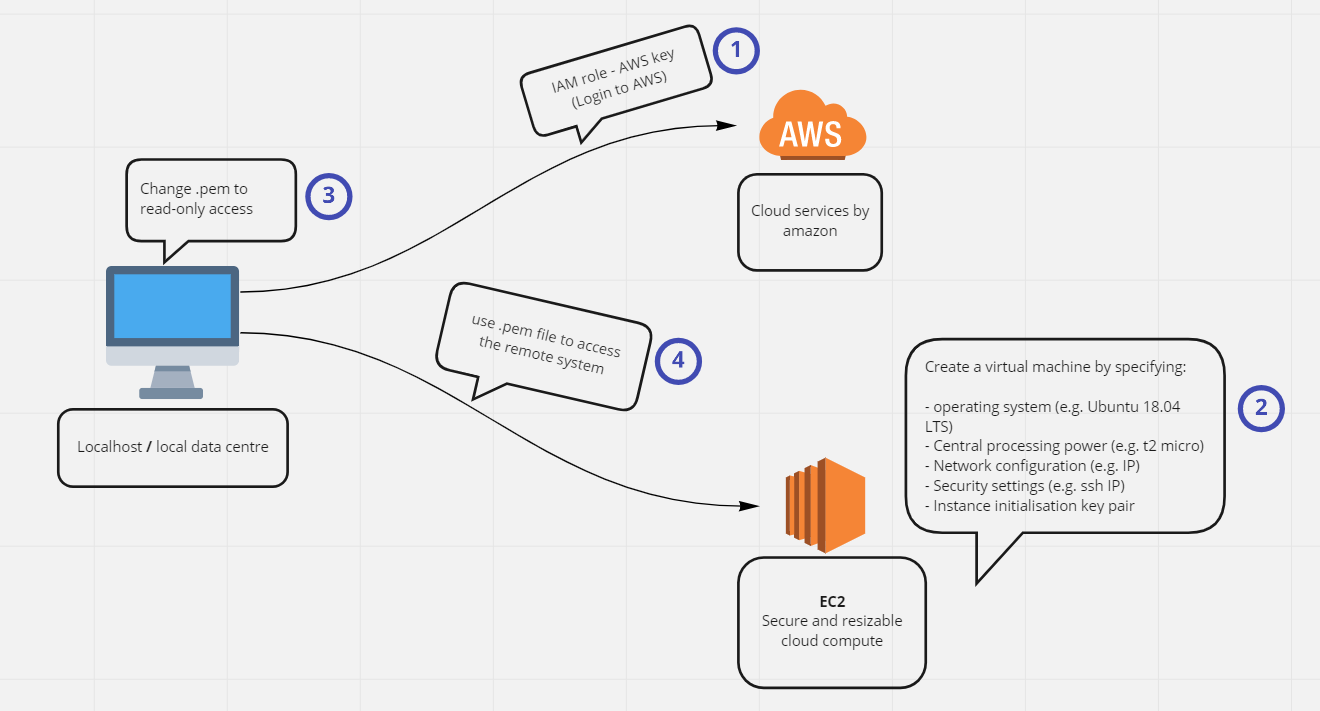 IAM role - AWS key
(Login to AWS)
1
AWS
Cloud services by
amazon
Change .pem to
read-only access
3
Localhost / local data centre
use .pem file to access
the remote system
4
Create a virtual machine by specifying:
- operating system (e.g. Ubuntu 18.04
LTS)
- Central processing power (e.g. t2 micro)
- Network configuration (e.g. IP)
- Security settings (e.g. ssh IP)
- Instance initialisation key pair
2
EC2
Secure and resizable
cloud compute